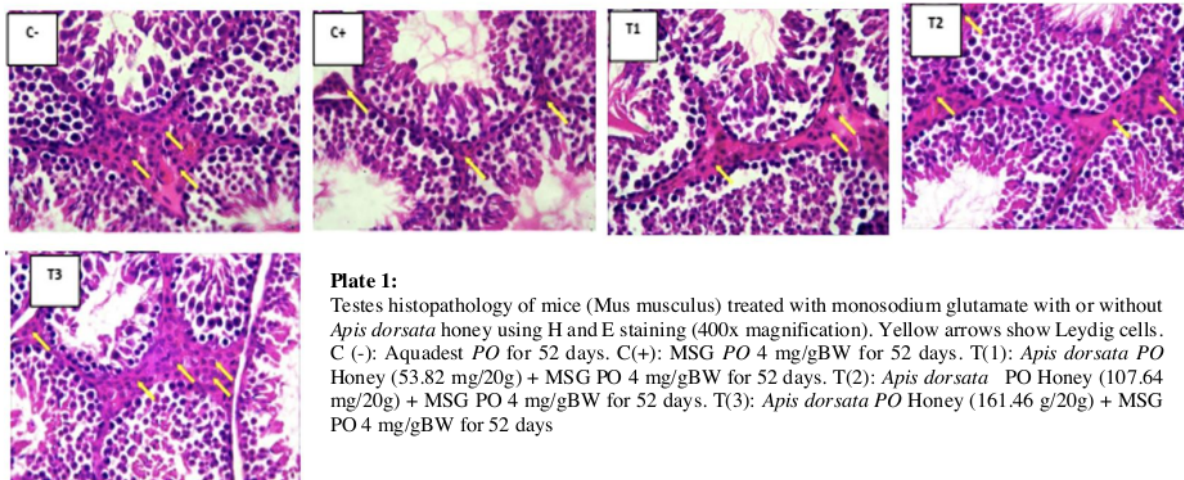 C-
C+
T1
T2
T3
Plate 1:
Testes histopathology of mice (Mus musculus) treated with monosodium glutamate with or without
Apis dorsata honey using H and E staining (400x magnification). Yellow arrows show Leydig cells.
C (-): Aquadest PO for 52 days. C(+): MSG PO 4 mg/gBW for 52 days. T(1): Apis dorsata PO
Honey (53.82 mg/20g) + MSG PO 4 mg/gBW for 52 days. T(2): Apis dorsata PO Honey (107.64
mg/20g) + MSG PO 4 mg/gBW for 52 days. T(3): Apis dorsata PO Honey (161.46 g/20g) + MSG
PO 4 mg/gBW for 52 days